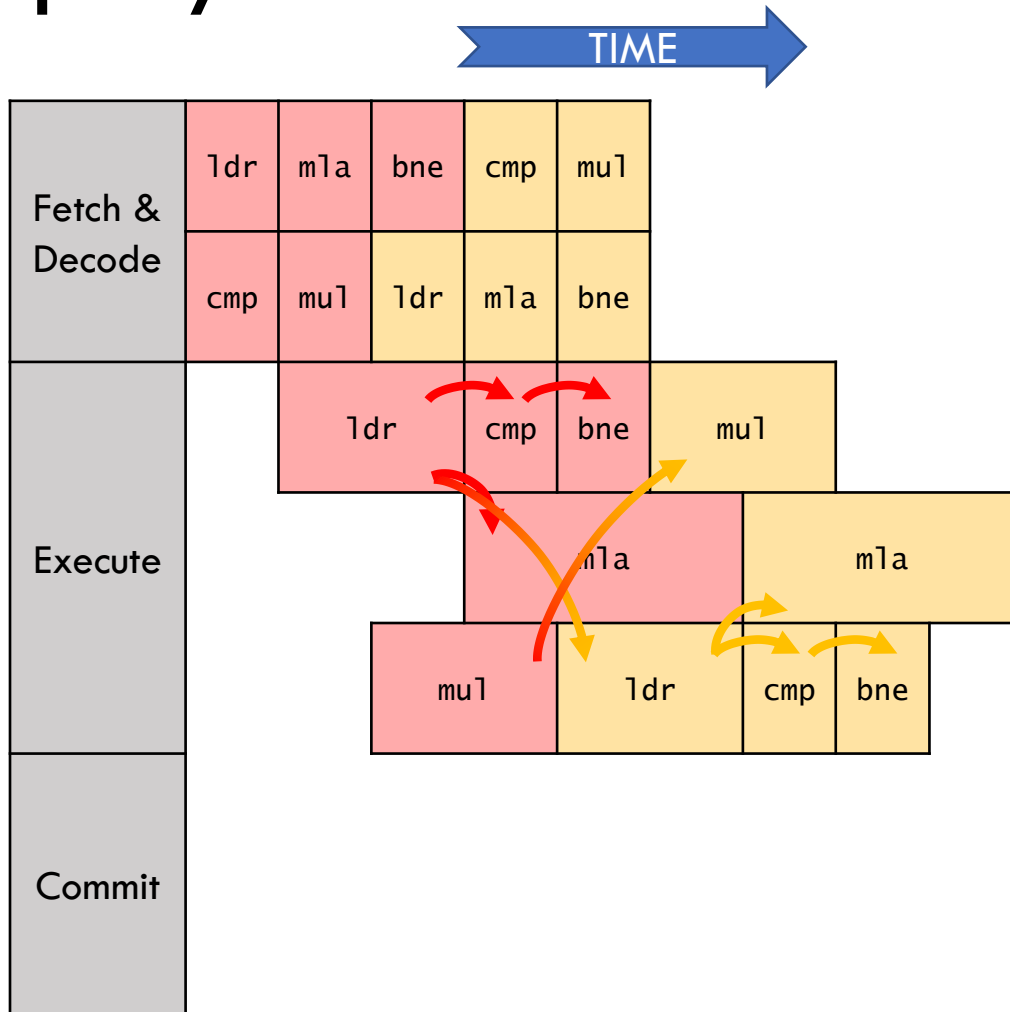 TIME
Fetch &
Decode
ldr mla bne cmp mul
cmp mul ldr mla bne
Execute
ldr cmp bne mul
mla mla
mul ldr cmp bne
Commit